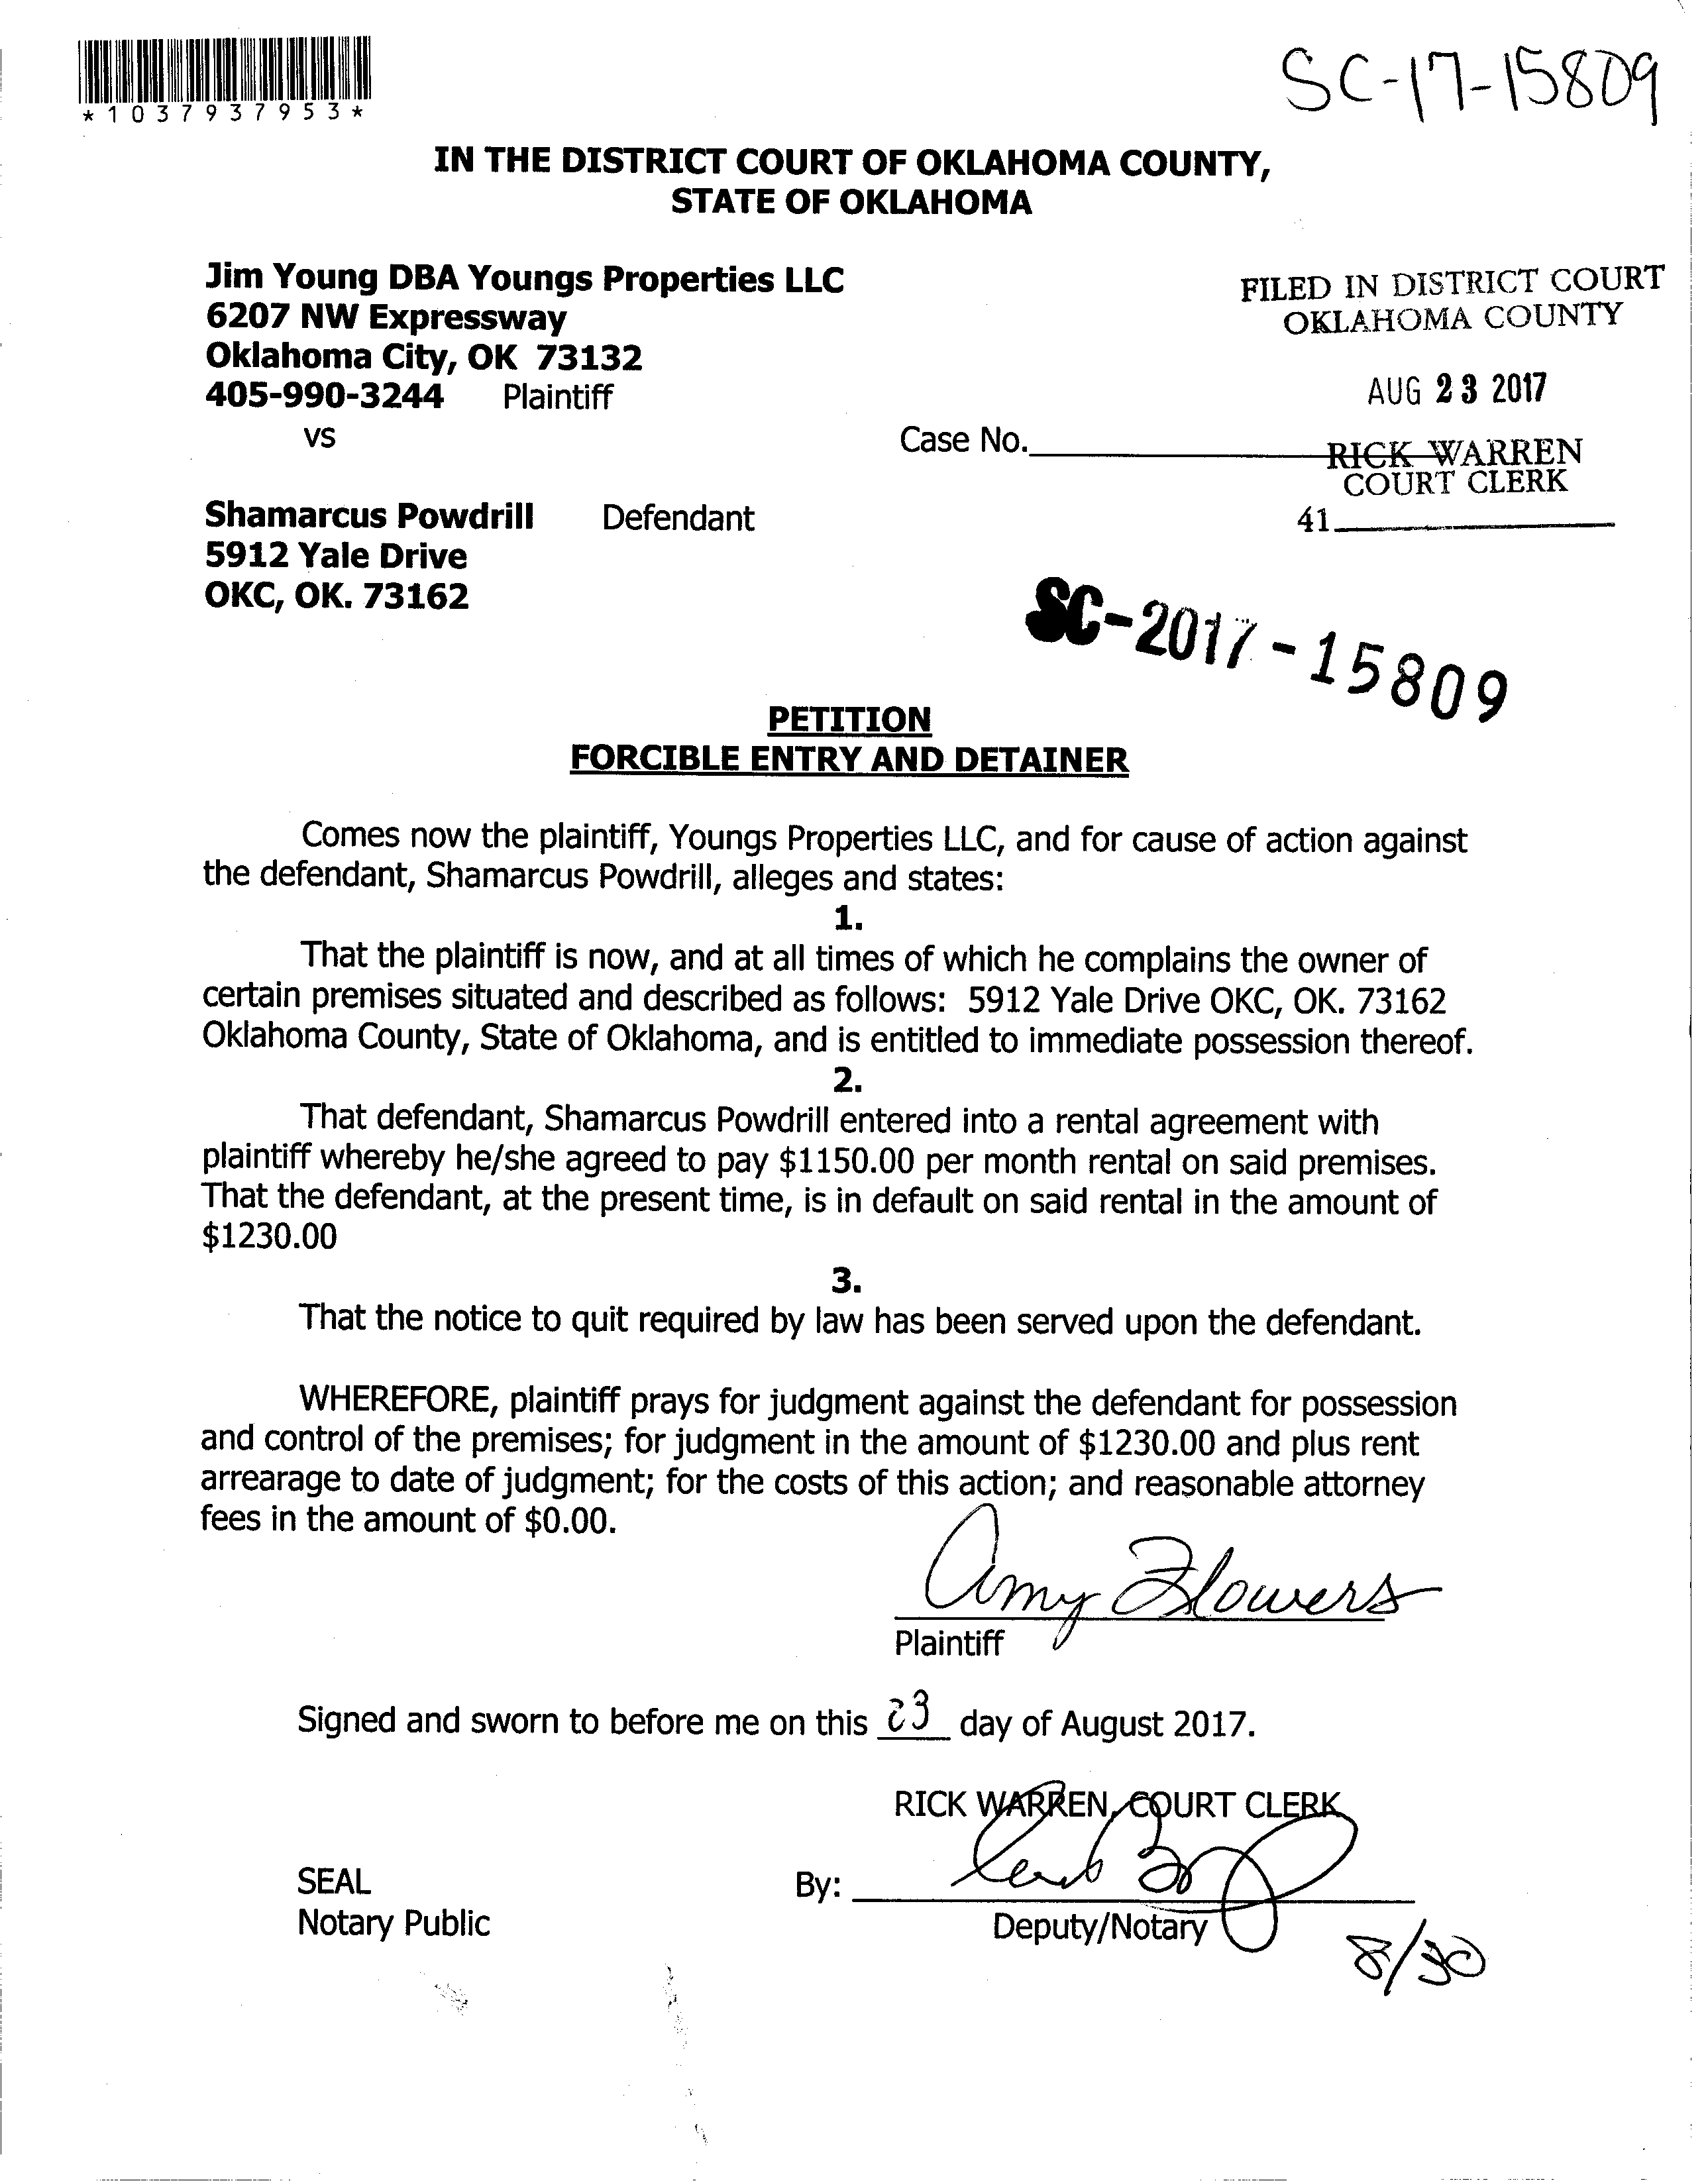 *1037937953*
SC-17-15809
IN THE DISTRICT COURT OF OKLAHOMA COUNTY,
STATE OF OKLAHOMA
Jim Young DBA Youngs Properties LLC
6207 NW Expressway
Oklahoma City, OK 73132
405-990-3244 Plaintiff
vs
FILED IN DISTRICT COURT
OKLAHOMA COUNTY
AUG 23 2017
Case No.
RICK WARREN
COURT CLERK
41
Shamarcus Powdrill Defendant
5912 Yale Drive
OKC, OK. 73162
SC-2017-15809
PETITION
FORCIBLE ENTRY AND DETAINER
Comes now the plaintiff, Youngs Properties LLC, and for cause of action against
the defendant, Shamarcus Powdrill, alleges and states:
1.
That the plaintiff is now, and at all times of which he complains the owner of
certain premises situated and described as follows: 5912 Yale Drive OKC, OK. 73162
Oklahoma County, State of Oklahoma, and is entitled to immediate possession thereof.
2.
That defendant, Shamarcus Powdrill entered into a rental agreement with
plaintiff whereby he/she agreed to pay $1150.00 per month rental on said premises.
That the defendant, at the present time, is in default on said rental in the amount of
$1230.00
3.
That the notice to quit required by law has been served upon the defendant.
WHEREFORE, plaintiff prays for judgment against the defendant for possession
and control of the premises; for judgment in the amount of $1230.00 and plus rent
arrearage to date of judgment; for the costs of this action; and reasonable attorney
fees in the amount of $0.00.
Amy Flowers
Plaintiff
Signed and sworn to before me on this 23 day of August 2017.
RICK WARREN, COURT CLERK
SEAL
Notary Public
By:
Deputy/Notary
8/30